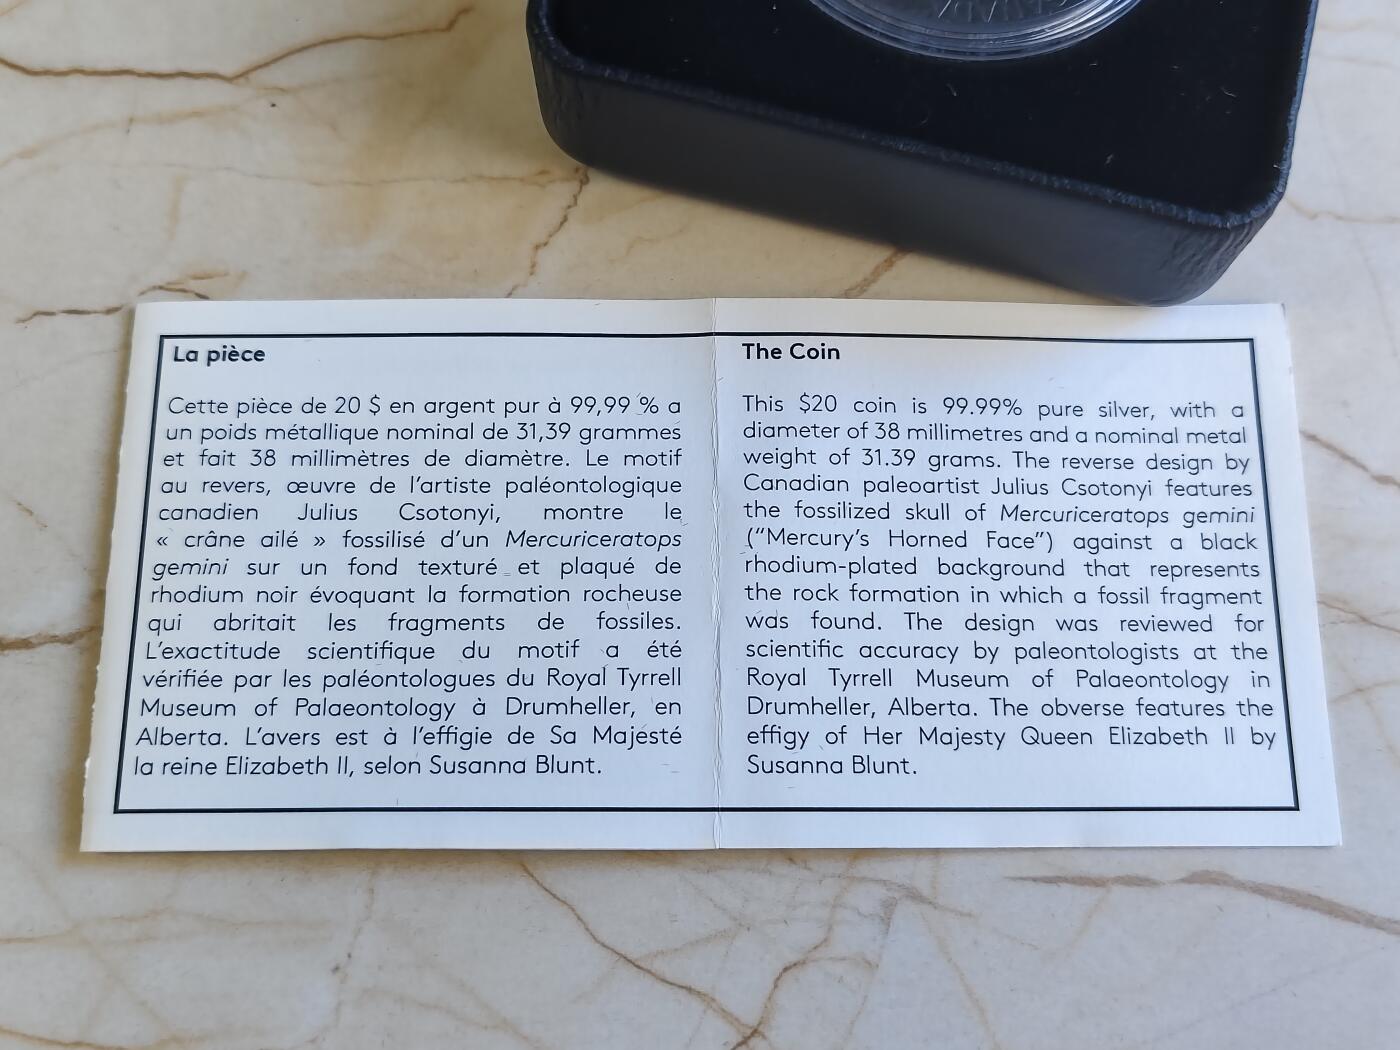 La pièce
Cette pièce de 20 $ en argent pur à 99,99 % a
un poids métallique nominal de 31,39 grammes
et fait 38 millimètres de diamètre. Le motif
au revers, œuvre de l'artiste paléontologique
canadien Julius Csotonyi, montre le
« crâne ailé » fossilisé d'un Mercuriceratops
gemini sur un fond texturé et plaqué de
rhodium noir évoquant la formation rocheuse
qui abritait les fragments de fossiles.
L'exactitude scientifique du motif a été
vérifiée par les paléontologues du Royal Tyrrell
Museum of Palaeontology à Drumheller, en
Alberta. L'avers est à l'effigie de Sa Majesté
la reine Elizabeth II, selon Susanna Blunt.
The Coin
This $20 coin is 99.99% pure silver, with a
diameter of 38 millimetres and a nominal metal
weight of 31.39 grams. The reverse design by
Canadian paleoartist Julius Csotonyi features
the fossilized skull of Mercuriceratops gemini
("Mercury's Horned Face") against a black
rhodium-plated background that represents
the rock formation in which a fossil fragment
was found. The design was reviewed for
scientific accuracy by paleontologists at the
Royal Tyrrell Museum of Palaeontology in
Drumheller, Alberta. The obverse features the
effigy of Her Majesty Queen Elizabeth II by
Susanna Blunt.